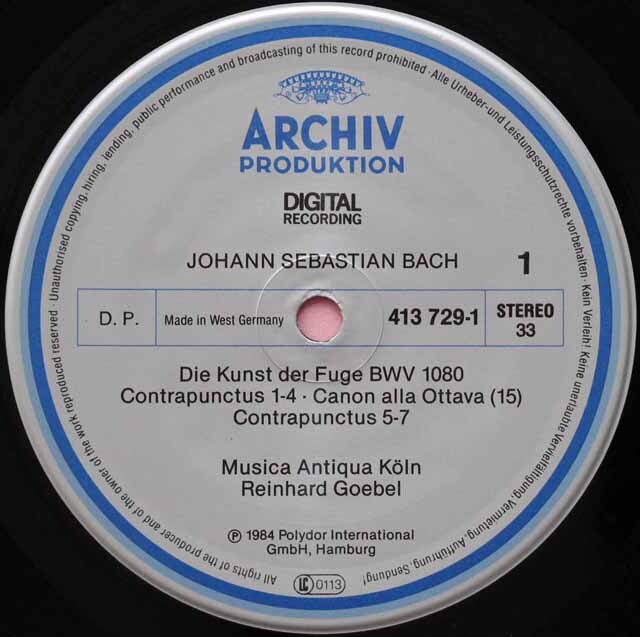 All rights of the producer and of the owner of the work reproduced reserved · Unauthorised copying, hiring, lending, public performance and broadcasting of this record prohibited · Alle Urheber- und Leistungsschutzrechte vorbehalten · Kein Verleih! Keine unerlaubte Vervielfältigung, Vermietung, Aufführung, Sendung!
ARCHIV
PRODUKTION
DIGITAL
RECORDING
JOHANN SEBASTIAN BACH 1
D. P. Made in West Germany 413 729-1 STEREO
33
Die Kunst der Fuge BWV 1080
Contrapunctus 1-4 · Canon alla Ottava (15)
Contrapunctus 5-7
Musica Antiqua Köln
Reinhard Goebel
Ⓟ 1984 Polydor International
GmbH, Hamburg
LC 0113